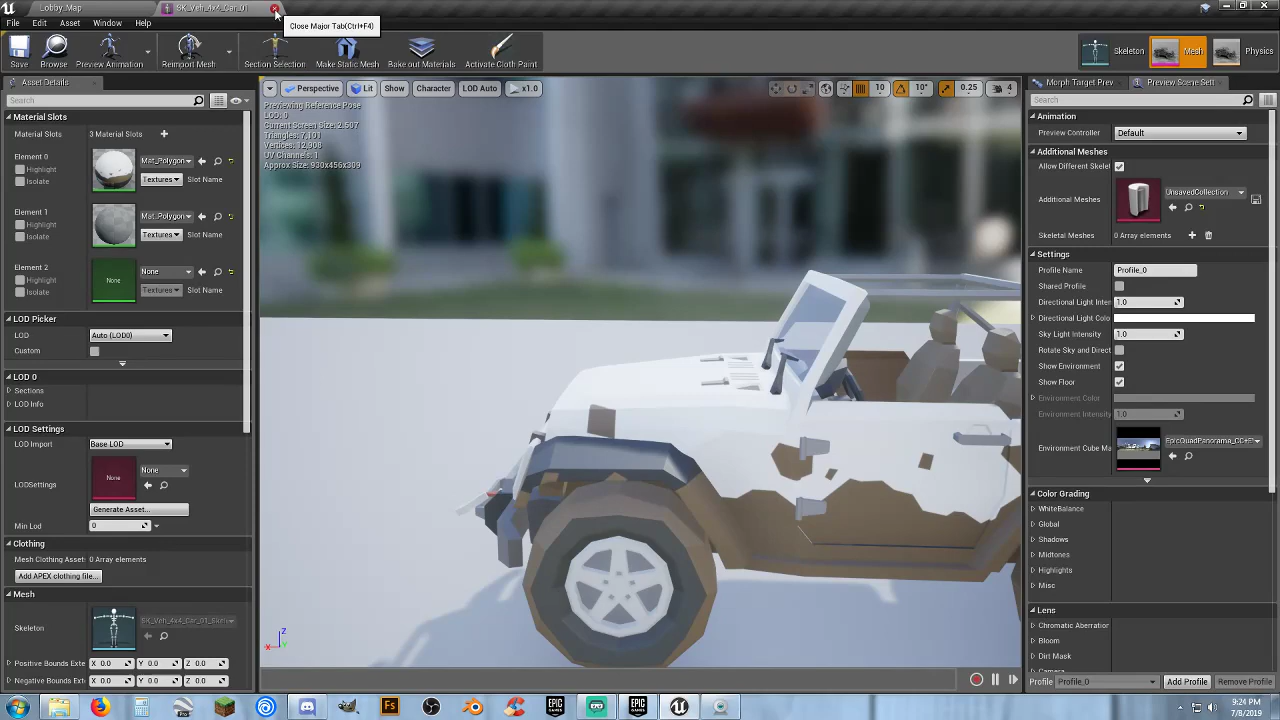 Lobby_Map
SK_Veh_4x4_Car_01
Close Major Tab(Ctrl+F4)
File Edit Asset Window Help
Save Browse Preview Animation Reimport Mesh Section Selection Make Static Mesh Bake out Materials Activate Cloth Paint
Skeleton Mesh Physics
Asset Details
Search
Material Slots
Material Slots 3 Material Slots
Element 0
Highlight
Isolate
Mat_Polygon
Textures Slot Name
Element 1
Highlight
Isolate
Mat_Polygon
Textures Slot Name
Element 2
Highlight
Isolate
None
None
Textures Slot Name
LOD Picker
LOD Auto (LOD0)
Custom
LOD 0
Sections
LOD Info
LOD Settings
LOD Import Base LOD
LODSettings
None
None
Generate Asset...
Min Lod 0
Clothing
Mesh Clothing Asset 0 Array elements
Add APEX clothing file...
Mesh
Skeleton
SK_Veh_4x4_Car_01_Skele
Positive Bounds Exte X 0.0 Y 0.0 Z 0.0
Negative Bounds Exte X 0.0 Y 0.0 Z 0.0
Perspective Lit Show Character LOD Auto x1.0
10 10° 0.25 4
Previewing Reference Pose
LOD: 0
Current Screen Size: 2.507
Triangles: 7,101
Vertices: 12,908
UV Channels: 1
Approx Size: 930x456x309
Z
X Y
Morph Target Prev
Preview Scene Sett
Search
Animation
Preview Controller Default
Additional Meshes
Allow Different Skele
Additional Meshes
UnsavedCollection
Skeletal Meshes 0 Array elements
Settings
Profile Name Profile_0
Shared Profile
Directional Light Inter 1.0
Directional Light Colo
Sky Light Intensity 1.0
Rotate Sky and Direct
Show Environment
Show Floor
Environment Color
Environment Intensity 1.0
Environment Cube Ma
EpicQuadPanorama_CC+E
Color Grading
WhiteBalance
Global
Shadows
Midtones
Highlights
Misc
Lens
Chromatic Aberration
Bloom
Dirt Mask
Camera
Profile Profile_0 Add Profile Remove Profile
9:24 PM
7/8/2019